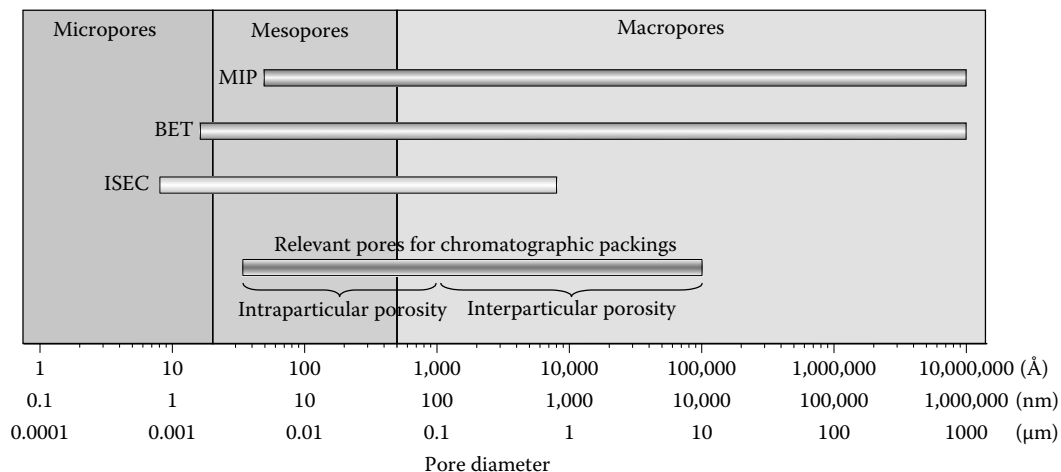 Micropores Mesopores Macropores
MIP
BET
ISEC
Relevant pores for chromatographic packings
Intraparticular porosity Interparticular porosity
1 10 100 1,000 10,000 100,000 1,000,000 10,000,000 (Å)
0.1 1 10 100 1,000 10,000 100,000 1,000,000 (nm)
0.0001 0.001 0.01 0.1 1 10 100 1000 (µm)
Pore diameter